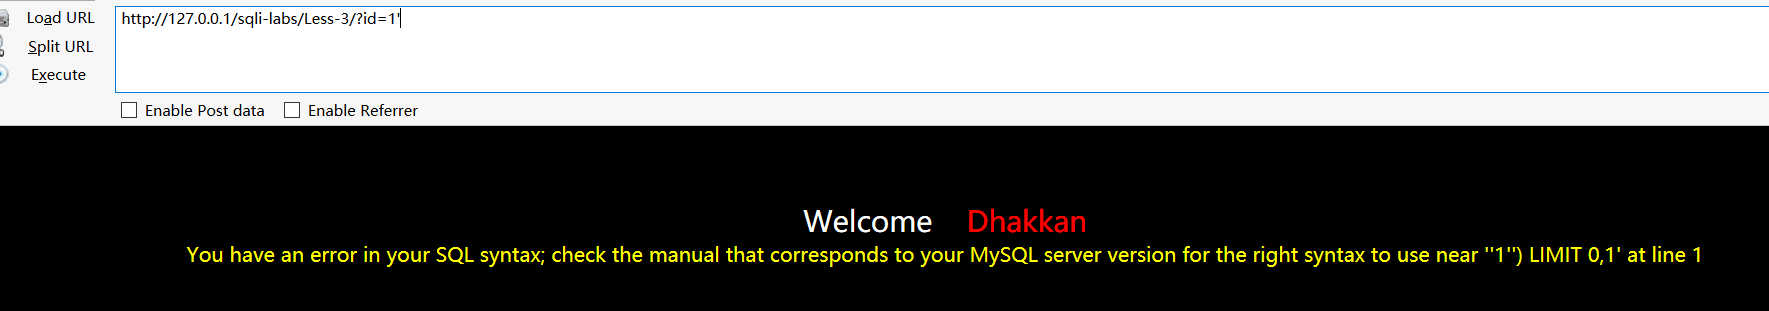 Load URL
http://127.0.0.1/sqli-labs/Less-3/?id=1'
Split URL
Execute
Enable Post data Enable Referrer
Welcome Dhakkan
You have an error in your SQL syntax; check the manual that corresponds to your MySQL server version for the right syntax to use near ''1'') LIMIT 0,1' at line 1